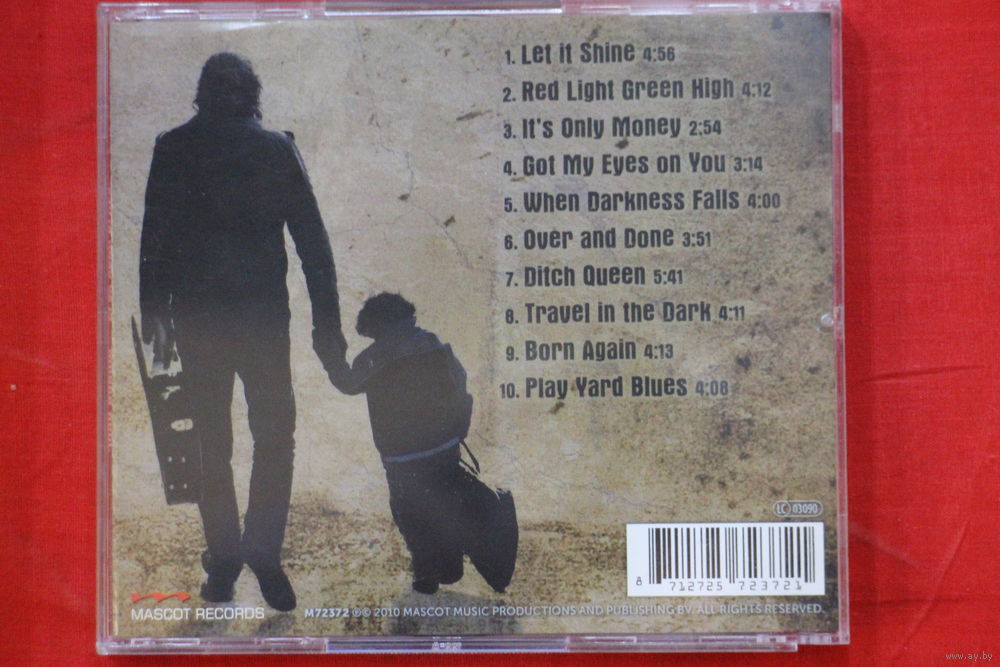 1. Let it Shine 4:56
2. Red Light Green High 4:12
3. It's Only Money 2:54
4. Got My Eyes on You 3:14
5. When Darkness Falls 4:00
6. Over and Done 3:51
7. Ditch Queen 5:41
8. Travel in the Dark 4:11
9. Born Again 4:13
10. Play Yard Blues 4:08
LC 03090
8 712725 723721
MASCOT RECORDS
M72372 ℗© 2010 MASCOT MUSIC PRODUCTIONS AND PUBLISHING BV. ALL RIGHTS RESERVED.
www.ay.by